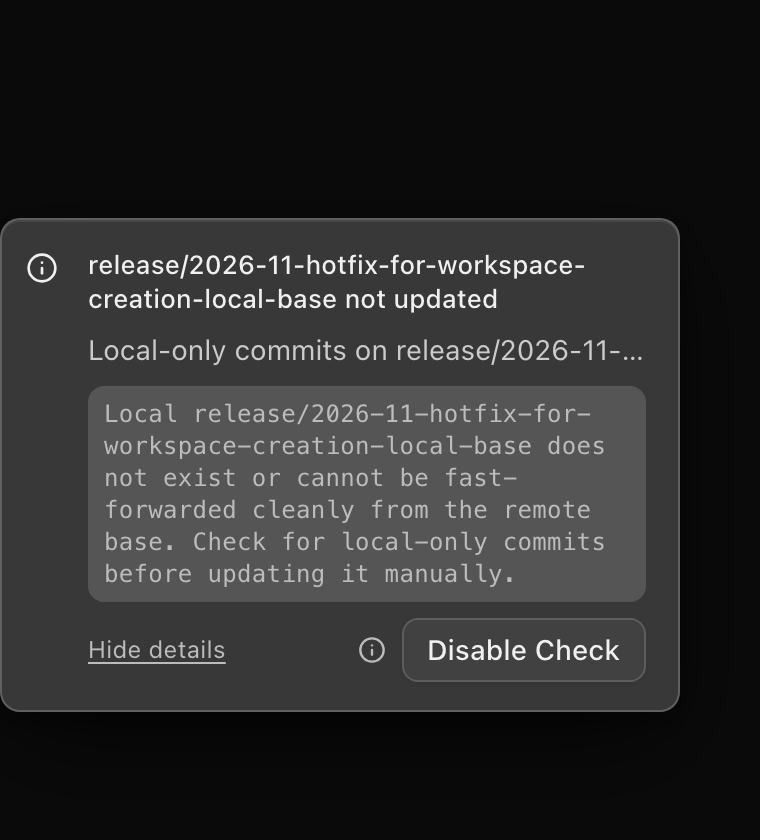 release/2026-11-hotfix-for-workspace-
creation-local-base not updated
Local-only commits on release/2026-11-...
Local release/2026-11-hotfix-for-
workspace-creation-local-base does
not exist or cannot be fast-
forwarded cleanly from the remote
base. Check for local-only commits
before updating it manually.
Hide details
Disable Check